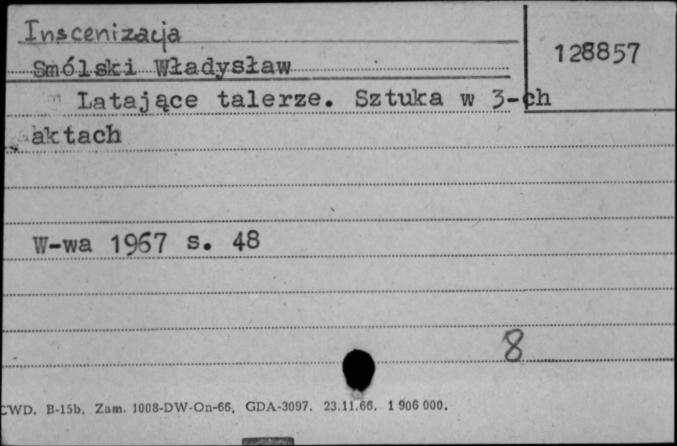 Inscenizacja
128857
Smólski Władysław
Latające talerze. Sztuka w 3-ch
aktach
W-wa 1967 s. 48
8
CWD. B-15b. Zam. 1008-DW-On-66. GDA-3097. 23.11.66. 1 906 000.